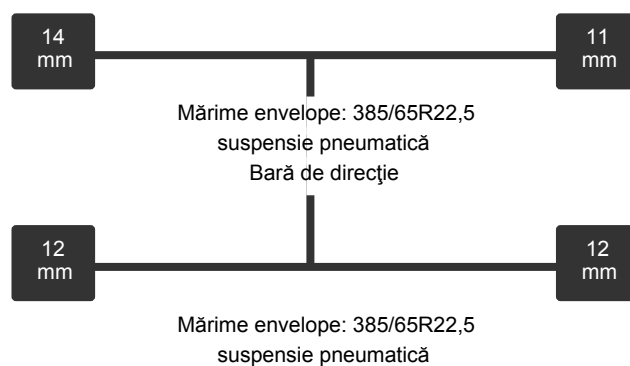 14
mm
11
mm
Mărime envelope: 385/65R22,5
suspensie pneumatică
Bară de direcţie
12
mm
12
mm
Mărime envelope: 385/65R22,5
suspensie pneumatică